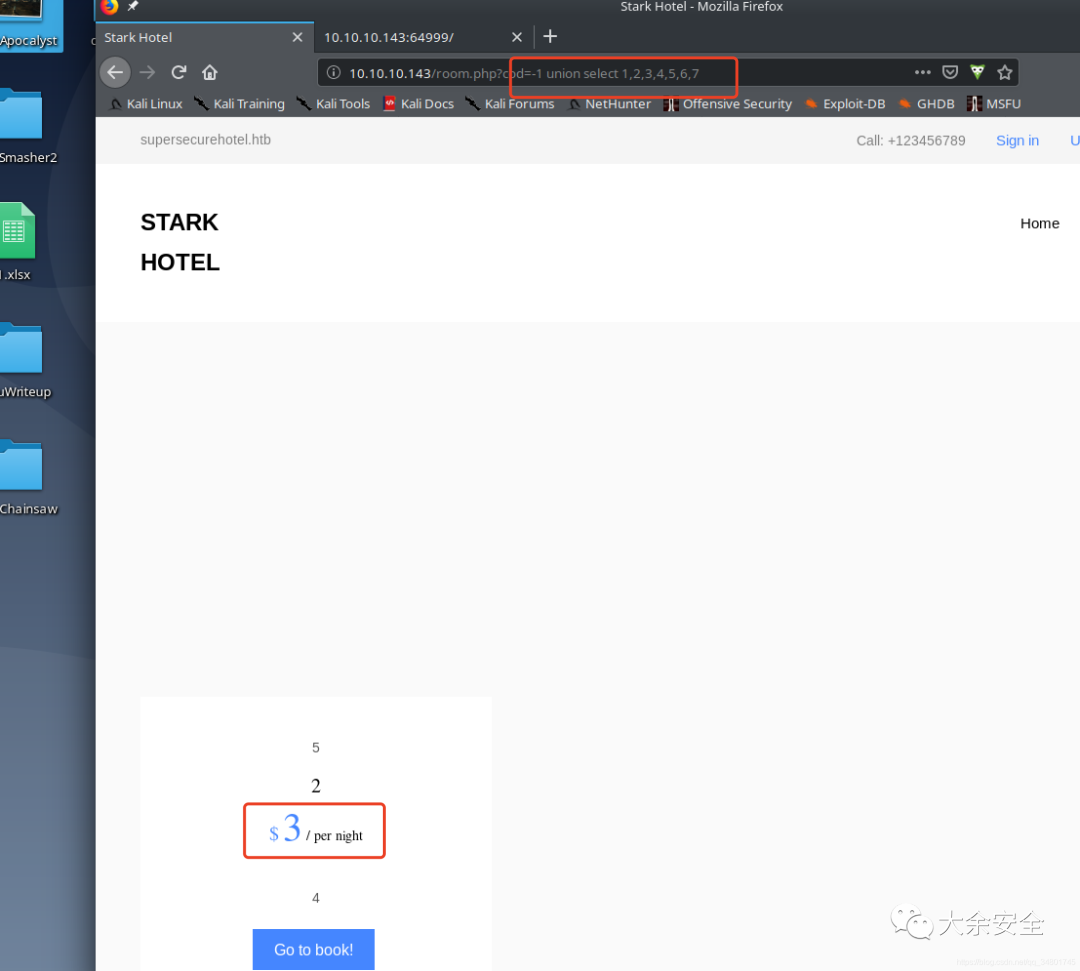 Stark Hotel - Mozilla Firefox
Apocalyst
Smasher2
1.xlsx
uWriteup
Chainsaw
Stark Hotel
10.10.10.143:64999/
10.10.10.143/room.php?cod=-1 union select 1,2,3,4,5,6,7
Kali Linux Kali Training Kali Tools Kali Docs Kali Forums NetHunter Offensive Security Exploit-DB GHDB MSFU
supersecurehotel.htb
Call: +123456789
Sign in
U
STARK
HOTEL
Home
5
2
$ 3 / per night
4
Go to book!
大余安全